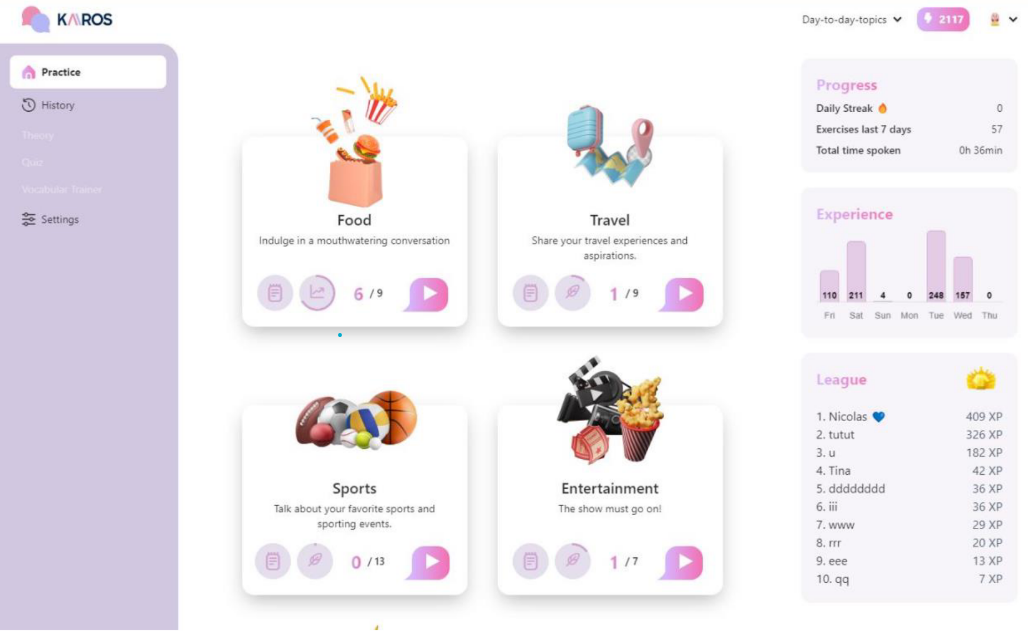 KAIROS
Day-to-day-topics
2117
Practice
History
Theory
Quiz
Vocabular Trainer
Settings
Food
Indulge in a mouthwatering conversation
6 / 9
Travel
Share your travel experiences and
aspirations.
1 / 9
Sports
Talk about your favorite sports and
sporting events.
0 / 13
Entertainment
The show must go on!
1 / 7
Progress
Daily Streak 0
Exercises last 7 days 57
Total time spoken 0h 36min
Experience
110 211 4 0 248 157 0
Fri Sat Sun Mon Tue Wed Thu
League
1. Nicolas 💙 409 XP
2. tutut 326 XP
3. u 182 XP
4. Tina 42 XP
5. dddddddd 36 XP
6. iii 36 XP
7. www 29 XP
8. rrr 20 XP
9. eee 13 XP
10. qq 7 XP